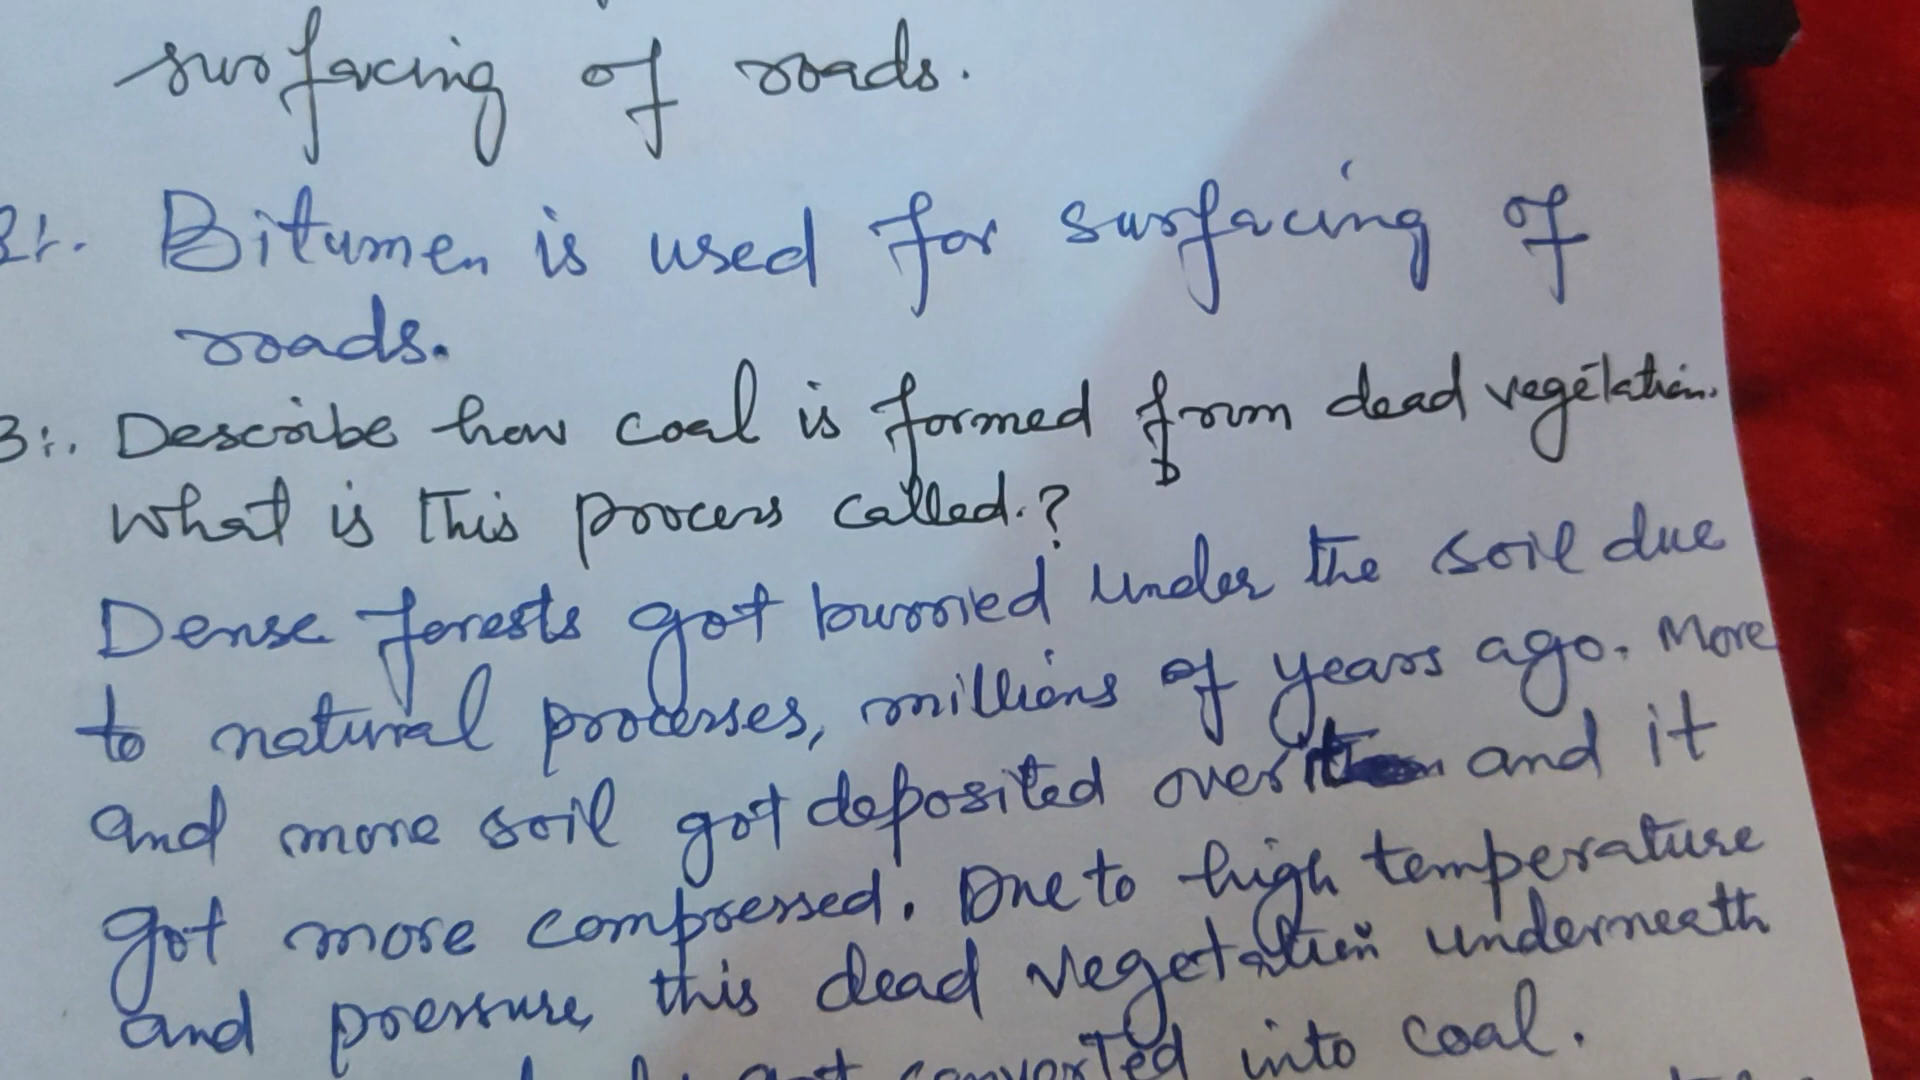 surfacing of roads.
2:. Bitumen is used for surfacing of
roads.
3:. Describe how coal is formed from dead vegetation.
What is this process called.?
Dense forests got burried under the soil due
to natural processes, millions of years ago. More
and more soil got deposited over it and it
got more compressed. Due to high temperature
and pressure, this dead vegetation underneath
got converted into coal.